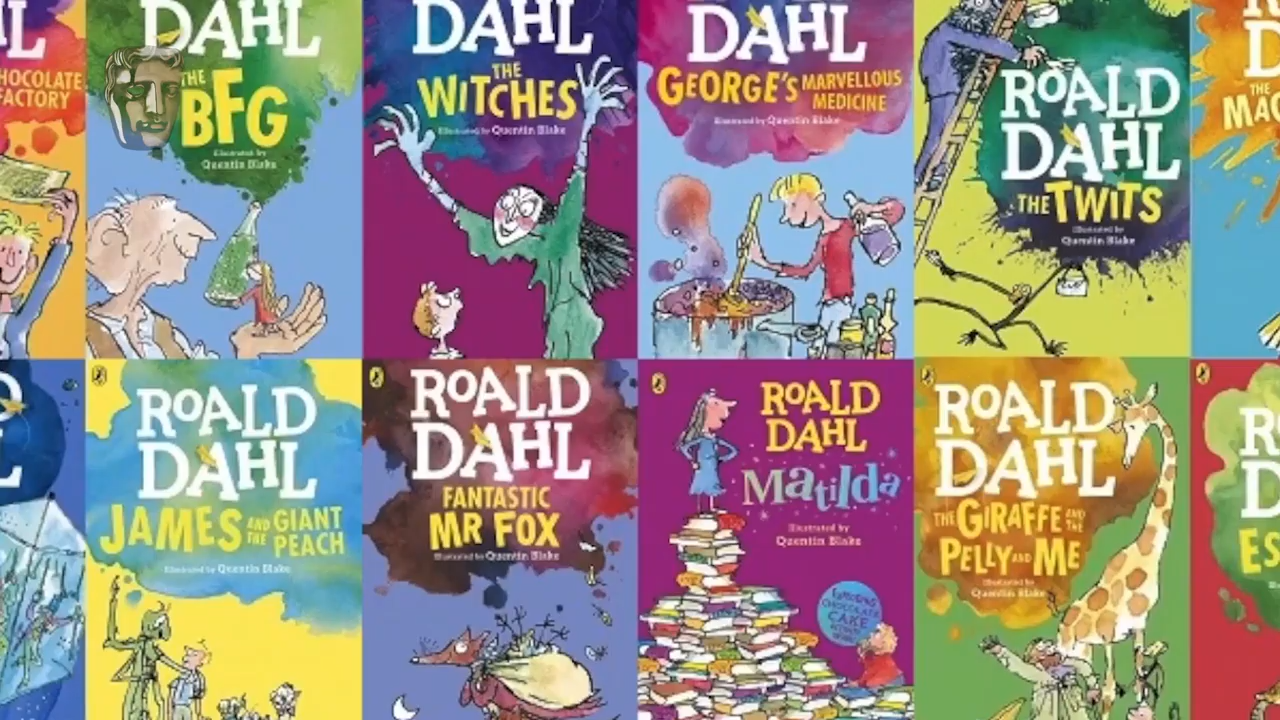 CHOCOLATE
FACTORY
DAHL
THE
BFG
Illustrated by
Quentin Blake
DAHL
THE
WITCHES
Illustrated by Quentin Blake
DAHL
GEORGE'S MARVELLOUS
MEDICINE
Illustrated by Quentin Blake
ROALD
DAHL
THE TWITS
Illustrated by
Quentin Blake
THE
ROALD
DAHL
JAMES AND THE GIANT
PEACH
Illustrated by Quentin Blake
ROALD
DAHL
FANTASTIC
MR FOX
Illustrated by Quentin Blake
ROALD
DAHL
Matilda
Illustrated by
Quentin Blake
CHOCOLATE
CAKE
ROALD
DAHL
THE GIRAFFE AND THE
PELLY AND ME
Illustrated by
Quentin Blake